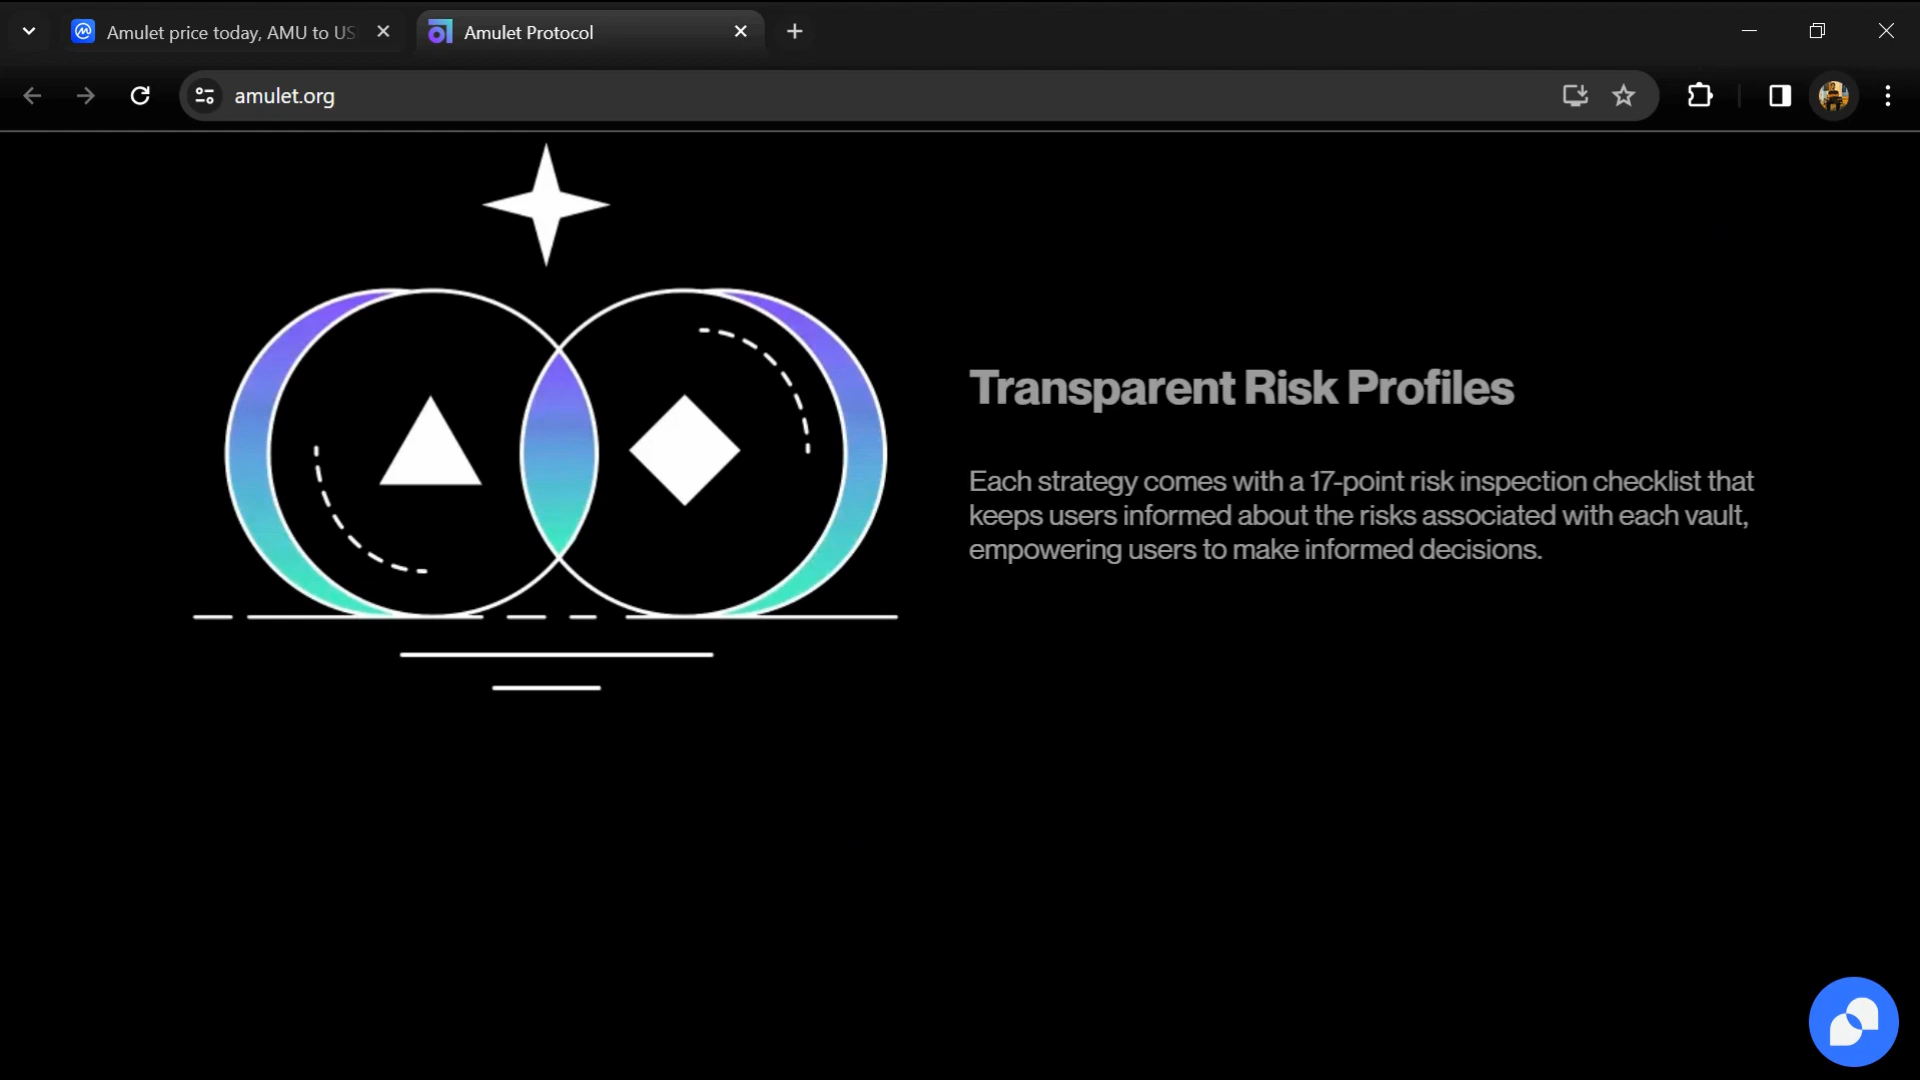 Amulet price today, AMU to US
Amulet Protocol
amulet.org
Transparent Risk Profiles
Each strategy comes with a 17-point risk inspection checklist that
keeps users informed about the risks associated with each vault,
empowering users to make informed decisions.